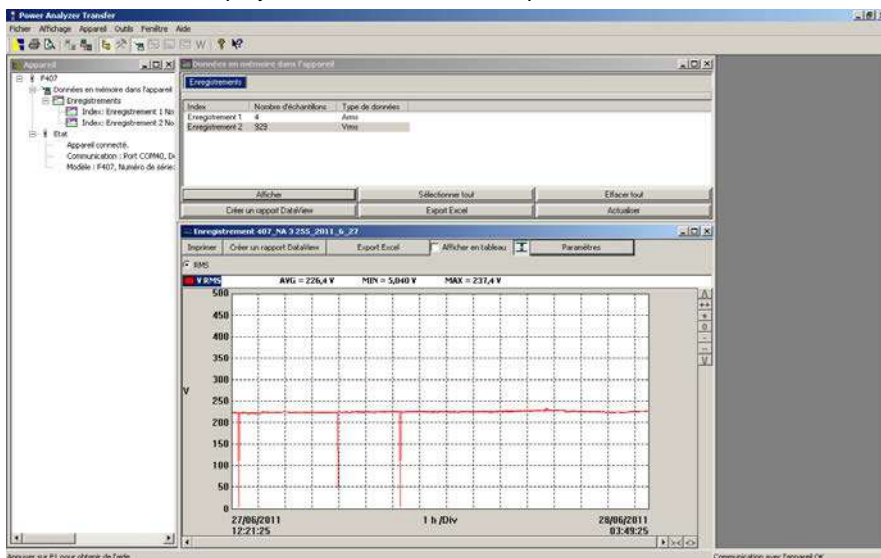 Power Analyzer Transfer
Fichier Affichage Appareil Outils Fenêtre Aide
W
Appareil
F407
Données en mémoire dans l'appareil
Enregistrements
Index: Enregistrement 1 No
Index: Enregistrement 2 No
Etat
Appareil connecté.
Communication : Port COM40, D
Modèle : F407, Numéro de série:
Données en mémoire dans l'appareil
Enregistrements
Index Nombre d'échantillons Type de données
Enregistrement 1 4 Arms
Enregistrement 2 929 Vrms
Afficher Sélectionner tout Effacer tout
Créer un rapport DataView Export Excel Actualiser
Enregistrement 407_NA 3 255_2011_6_27
Imprimer Créer un rapport DataView Export Excel Afficher en tableau Paramètres
RMS
V RMS AVG = 226,4 V MIN = 5,040 V MAX = 237,4 V
500
450
400
350
300
V
250
200
150
100
50
0
27/06/2011 1 h /Div 28/06/2011
12:21:25 03:49:25
++
+
0
-
--
Appuyer sur F1 pour obtenir de l'aide Communication avec l'appareil OK